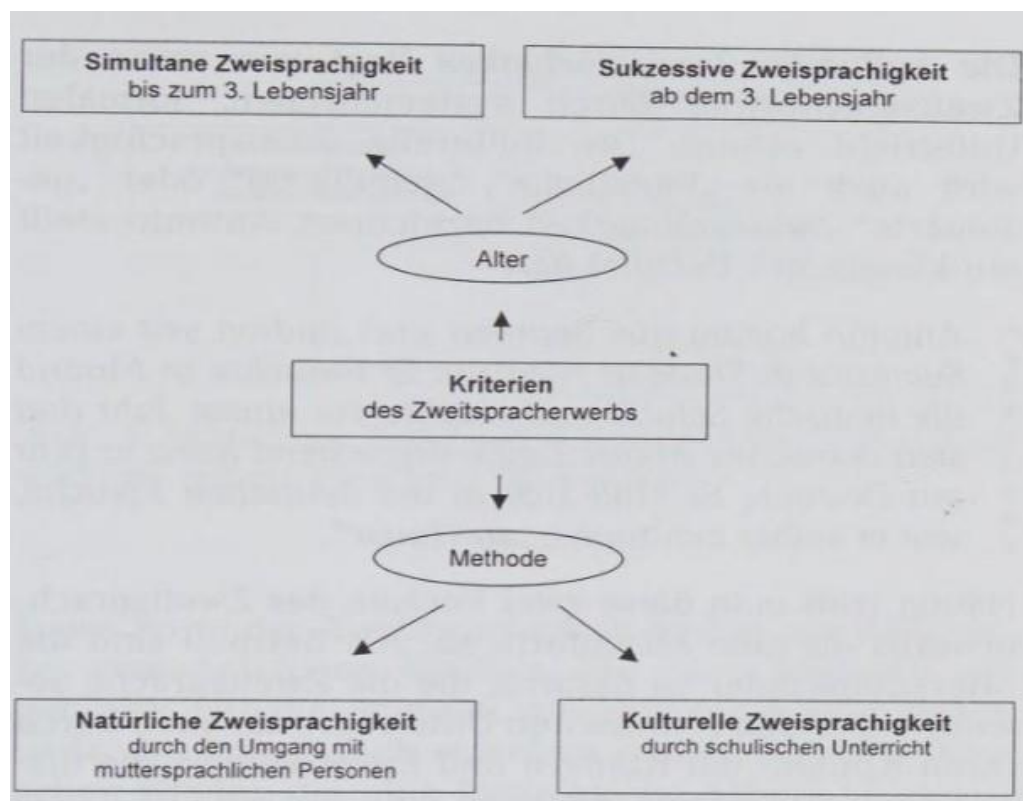 Simultane Zweisprachigkeit
bis zum 3. Lebensjahr
Sukzessive Zweisprachigkeit
ab dem 3. Lebensjahr
Alter
Kriterien
des Zweitspracherwerbs
Methode
Natürliche Zweisprachigkeit
durch den Umgang mit
muttersprachlichen Personen
Kulturelle Zweisprachigkeit
durch schulischen Unterricht